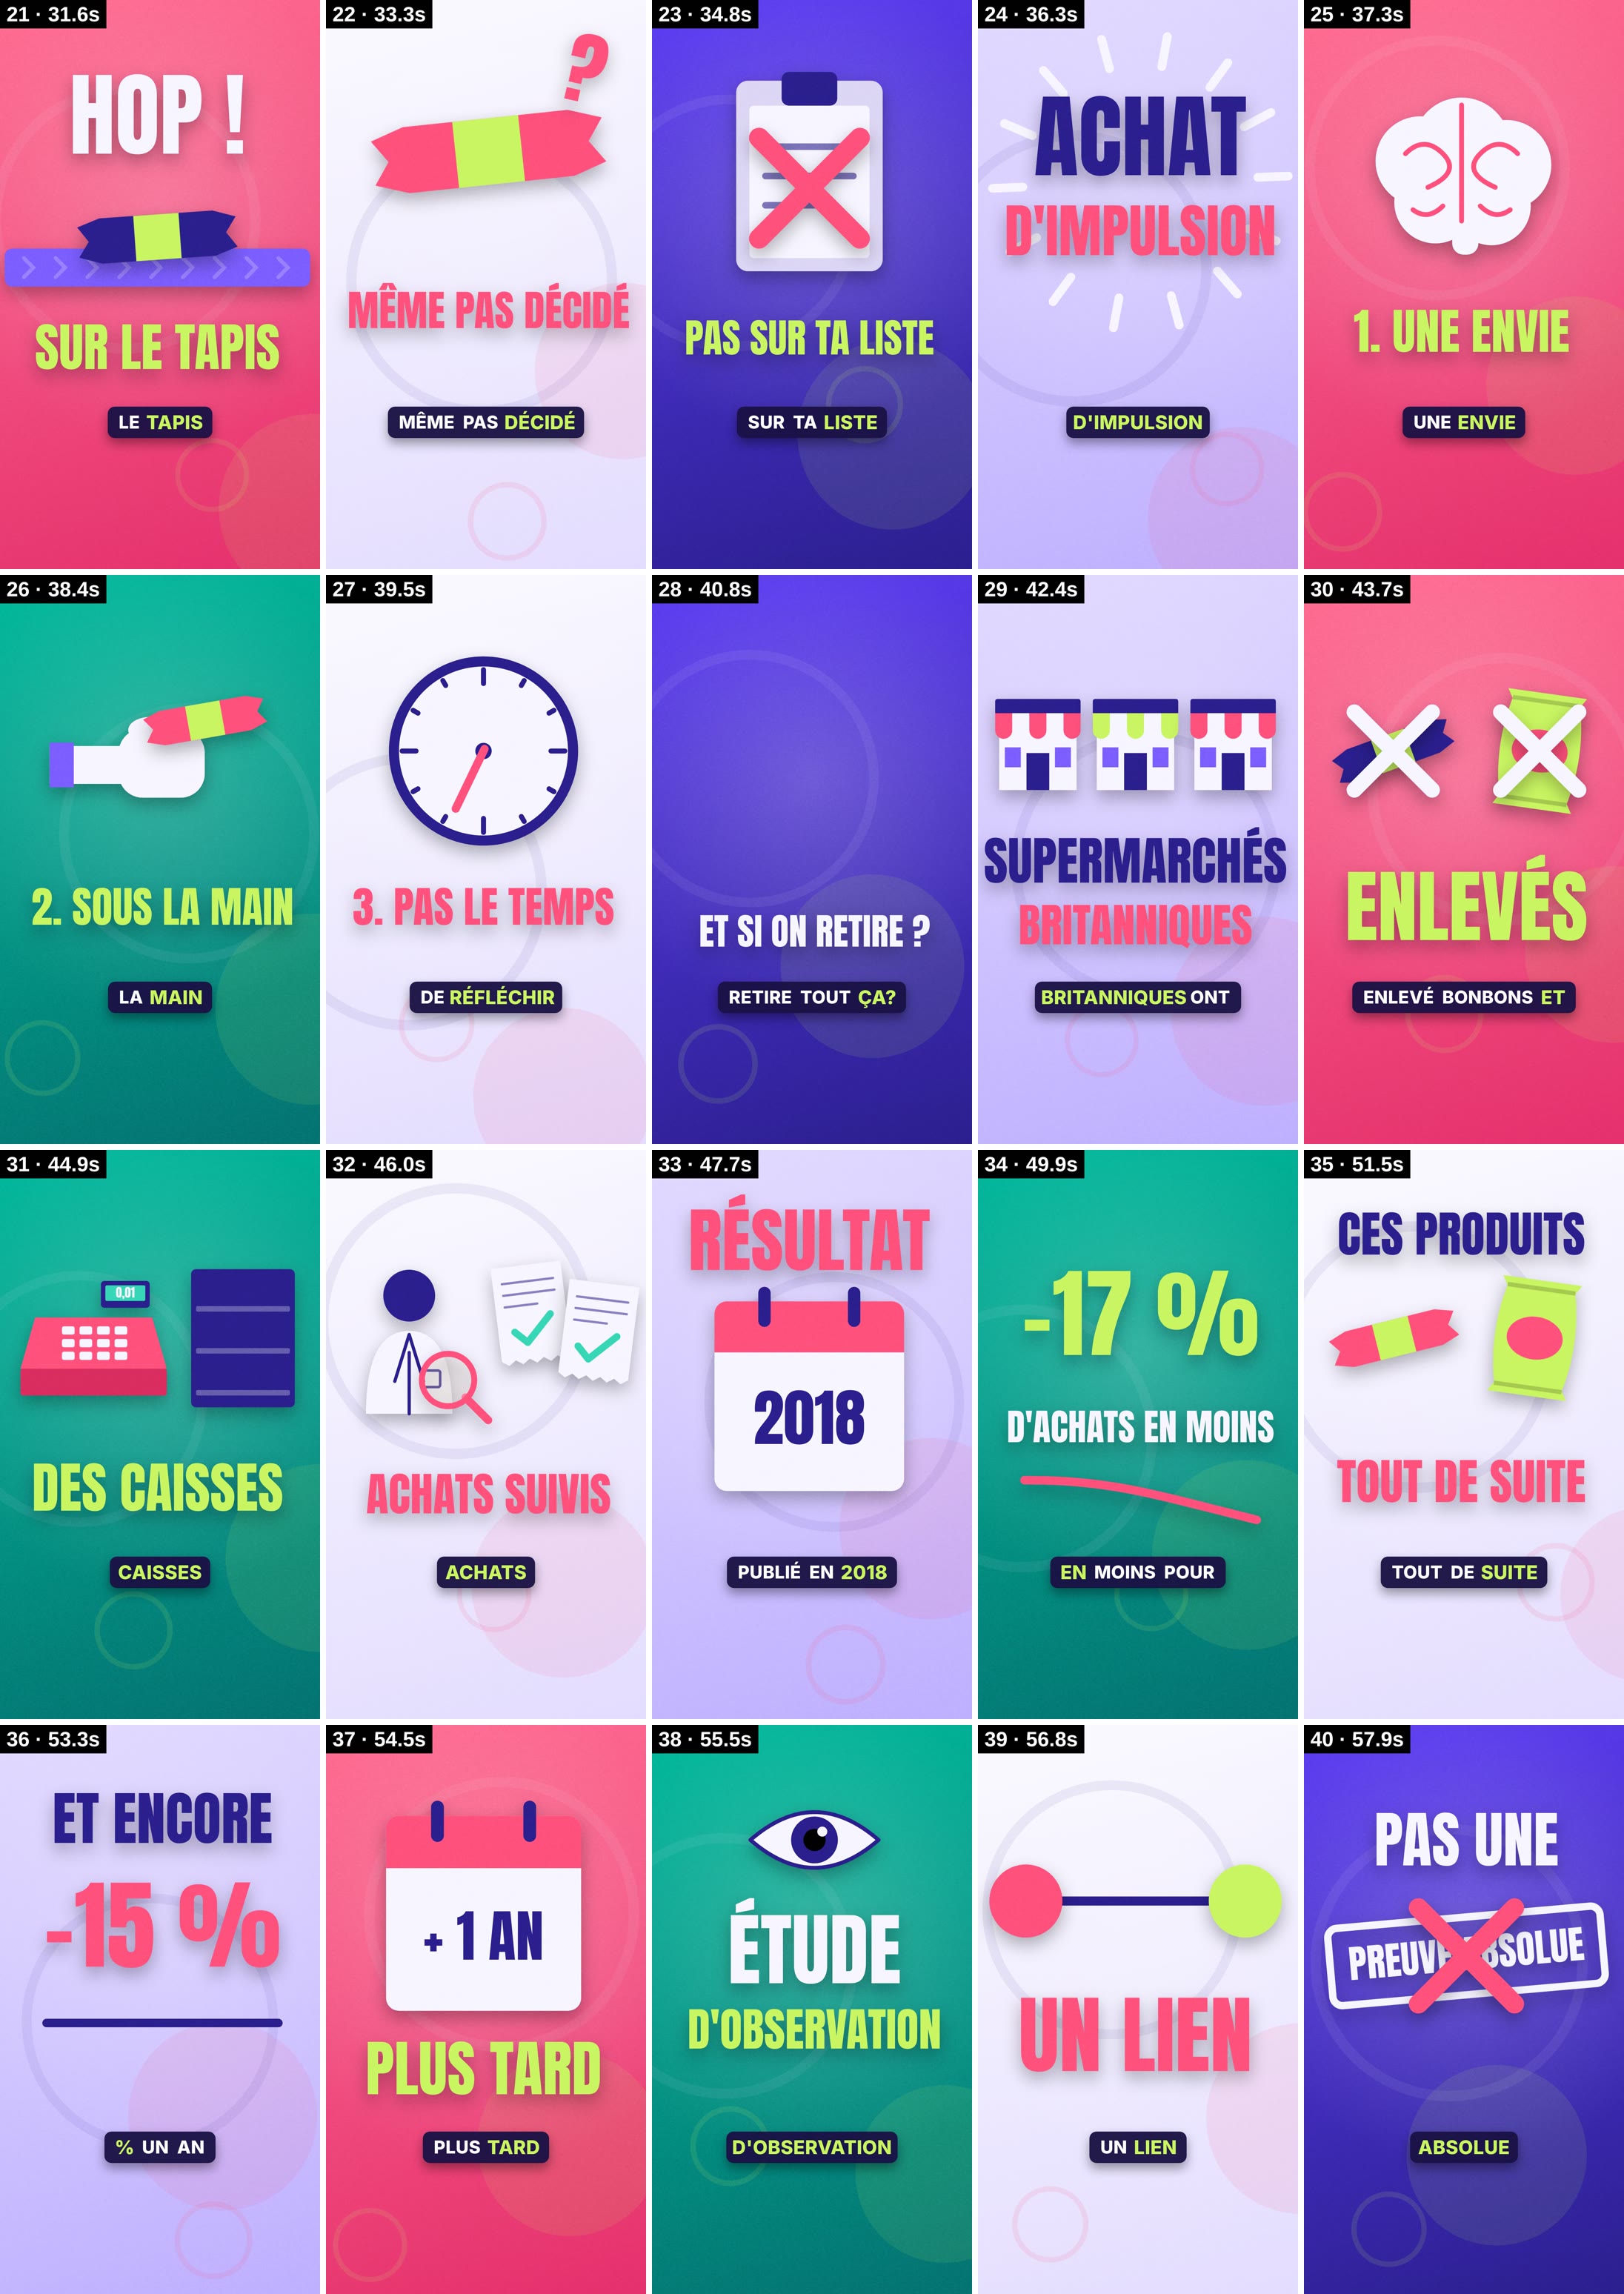 21 · 31.6s
HOP !
SUR LE TAPIS
LE TAPIS
22 · 33.3s
?
MÊME PAS DÉCIDÉ
MÊME PAS DÉCIDÉ
23 · 34.8s
PAS SUR TA LISTE
SUR TA LISTE
24 · 36.3s
ACHAT
D'IMPULSION
D'IMPULSION
25 · 37.3s
1. UNE ENVIE
UNE ENVIE
26 · 38.4s
2. SOUS LA MAIN
LA MAIN
27 · 39.5s
3. PAS LE TEMPS
DE RÉFLÉCHIR
28 · 40.8s
ET SI ON RETIRE ?
RETIRE TOUT ÇA?
29 · 42.4s
SUPERMARCHÉS
BRITANNIQUES
BRITANNIQUES ONT
30 · 43.7s
ENLEVÉS
ENLEVÉ BONBONS ET
31 · 44.9s
0,01
DES CAISSES
CAISSES
32 · 46.0s
ACHATS SUIVIS
ACHATS
33 · 47.7s
RÉSULTAT
2018
PUBLIÉ EN 2018
34 · 49.9s
-17 %
D'ACHATS EN MOINS
EN MOINS POUR
35 · 51.5s
CES PRODUITS
TOUT DE SUITE
TOUT DE SUITE
36 · 53.3s
ET ENCORE
-15 %
% UN AN
37 · 54.5s
+ 1 AN
PLUS TARD
PLUS TARD
38 · 55.5s
ÉTUDE
D'OBSERVATION
D'OBSERVATION
39 · 56.8s
UN LIEN
UN LIEN
40 · 57.9s
PAS UNE
PREUVE ABSOLUE
ABSOLUE